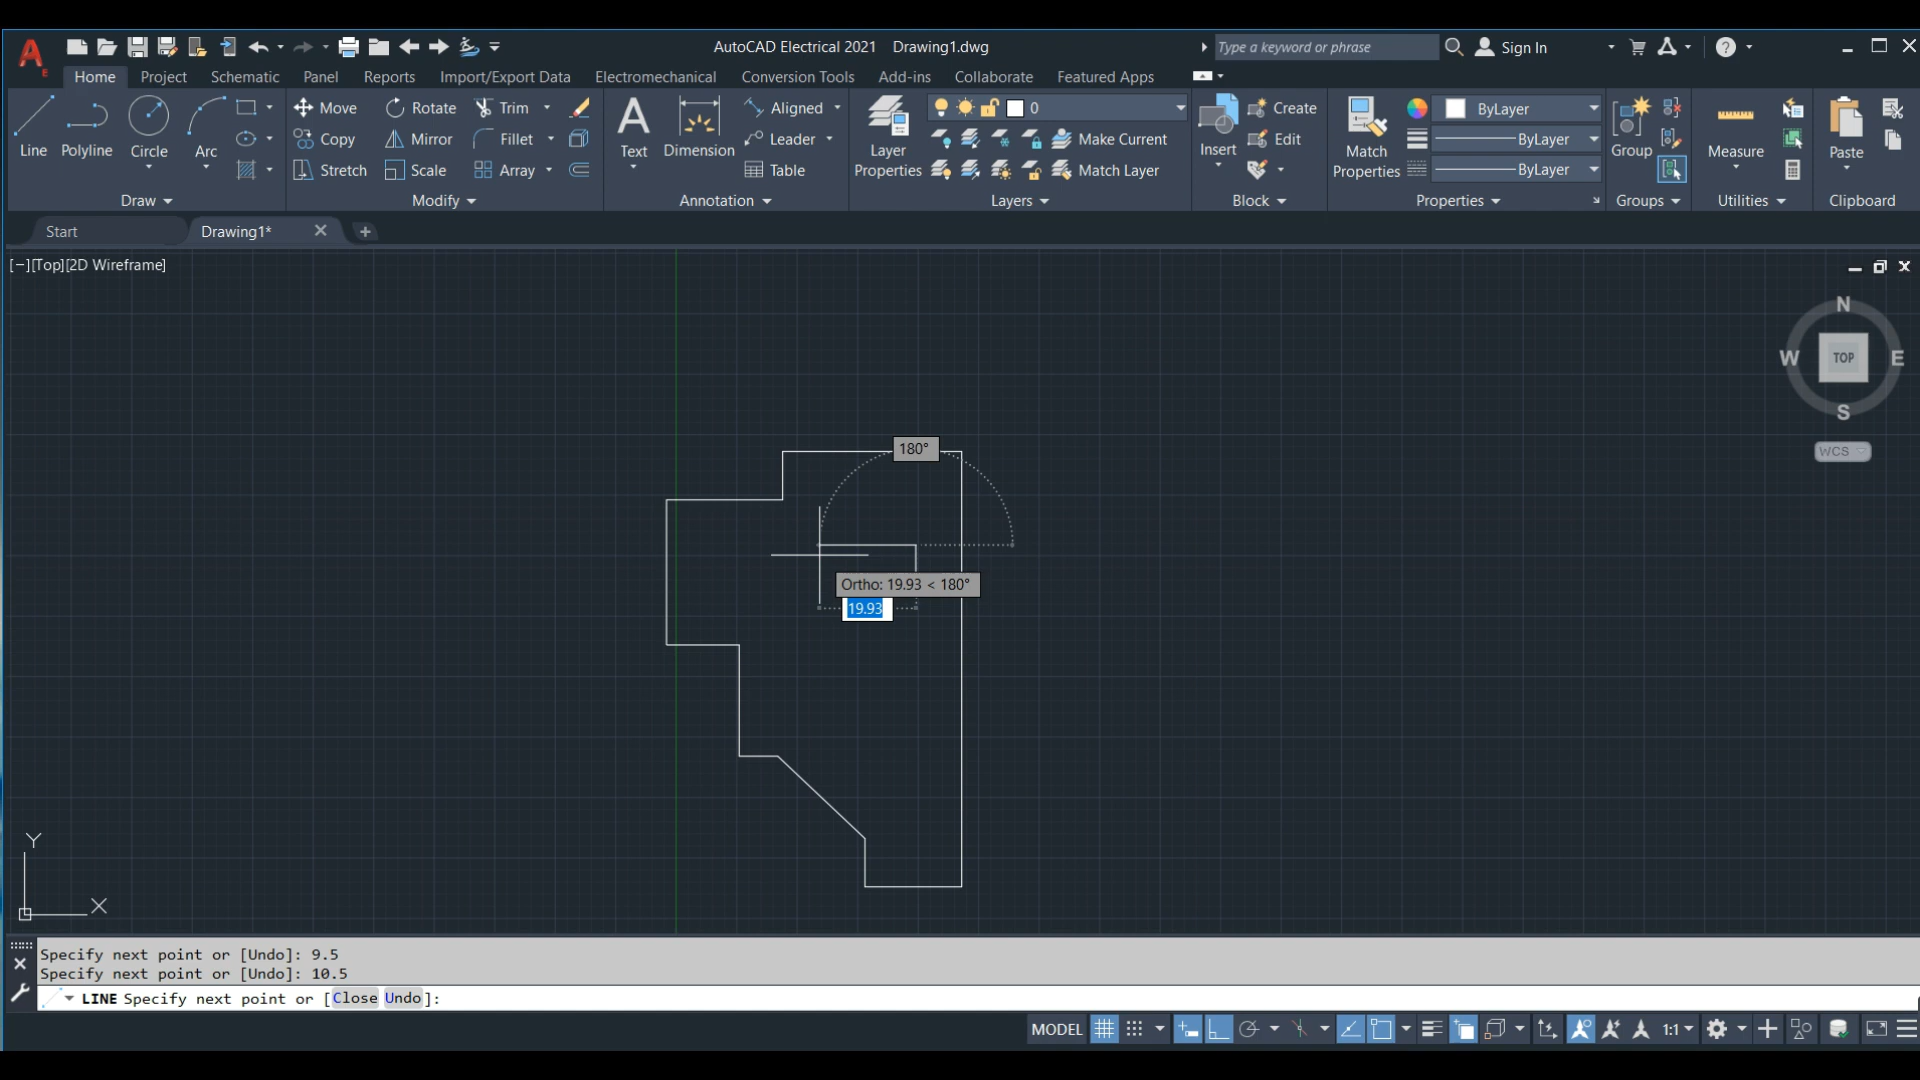 AutoCAD Electrical 2021 Drawing1.dwg
Type a keyword or phrase
Sign In
Home Project Schematic Panel Reports Import/Export Data Electromechanical Conversion Tools Add-ins Collaborate Featured Apps
Line
Polyline
Circle
Arc
Draw
Move Rotate Trim
Copy Mirror Fillet
Stretch Scale Array
Modify
Text
Dimension
Aligned
Leader
Table
Annotation
Layer
Properties
0
Make Current
Match Layer
Layers
Insert
Create
Edit
Block
Match
Properties
ByLayer
ByLayer
ByLayer
Properties
Group
Groups
Measure
Utilities
Paste
Clipboard
Start Drawing1*
[−][Top][2D Wireframe]
N
W TOP E
S
WCS
180°
Ortho: 19.93 < 180°
19.93
Y
X
Specify next point or [Undo]: 9.5
Specify next point or [Undo]: 10.5
LINE Specify next point or [Close Undo]:
MODEL 1:1